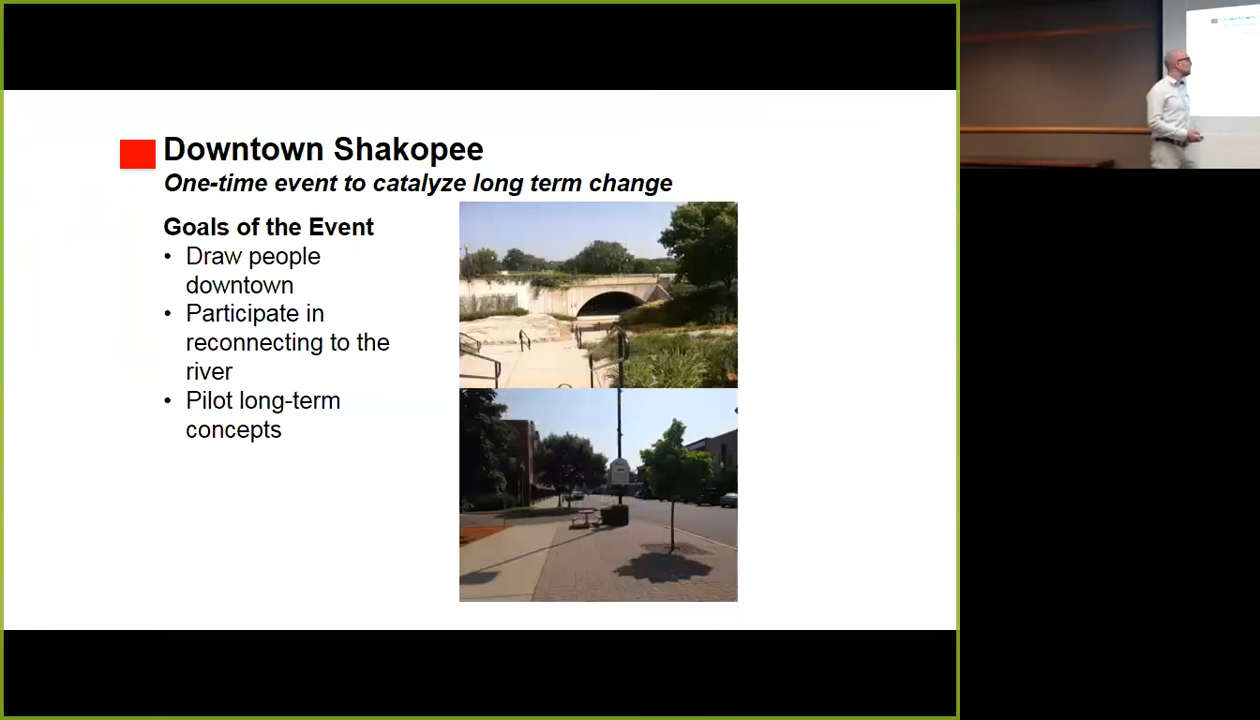 Downtown Shakopee
One-time event to catalyze long term change
Goals of the Event
• Draw people
downtown
• Participate in
reconnecting to the
river
• Pilot long-term
concepts